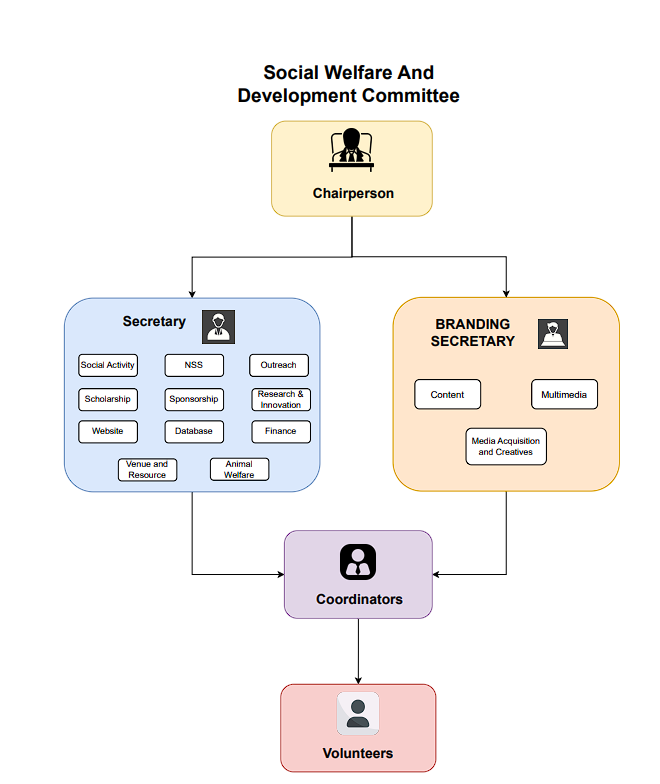 Social Welfare And
Development Committee
Chairperson
Secretary
Social Activity
NSS
Outreach
Scholarship
Sponsorship
Research &
Innovation
Website
Database
Finance
Venue and
Resource
Animal
Welfare
BRANDING
SECRETARY
Content
Multimedia
Media Acquisition
and Creatives
Coordinators
Volunteers